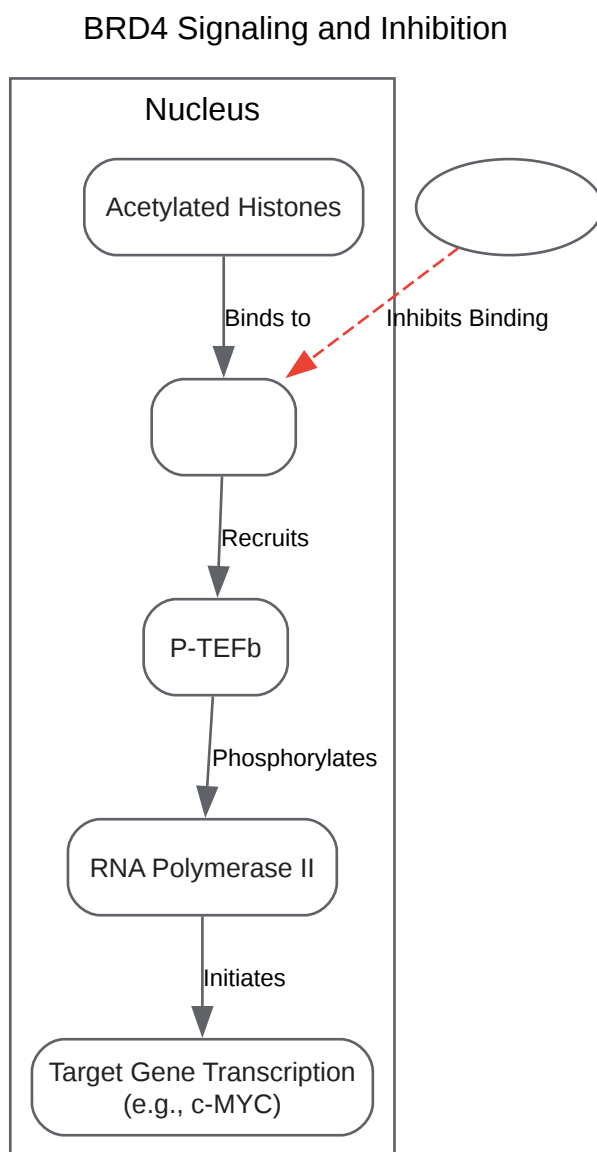 BRD4 Signaling and Inhibition
Nucleus
Acetylated Histones
Binds to
Inhibits Binding
Recruits
P-TEFb
Phosphorylates
RNA Polymerase II
Initiates
Target Gene Transcription
(e.g., c-MYC)